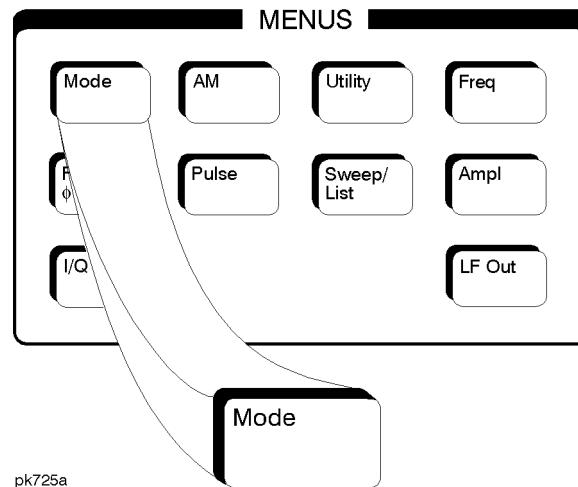 MENUS
Mode
AM
Utility
Freq
F
ϕ
Pulse
Sweep/
List
Ampl
I/Q
LF Out
Mode
pk725a